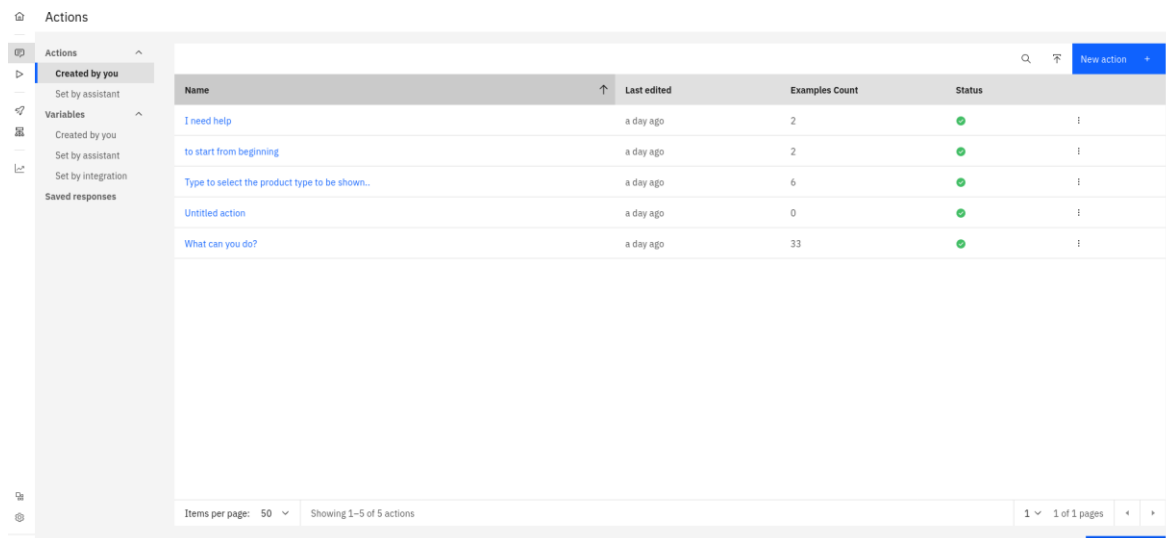 Actions
Actions
Created by you
Set by assistant
Variables
Created by you
Set by assistant
Set by integration
Saved responses
New action +
Name Last edited Examples Count Status
I need help a day ago 2
to start from beginning a day ago 2
Type to select the product type to be shown.. a day ago 6
Untitled action a day ago 0
What can you do? a day ago 33
Items per page: 50 Showing 1–5 of 5 actions 1 1 of 1 pages